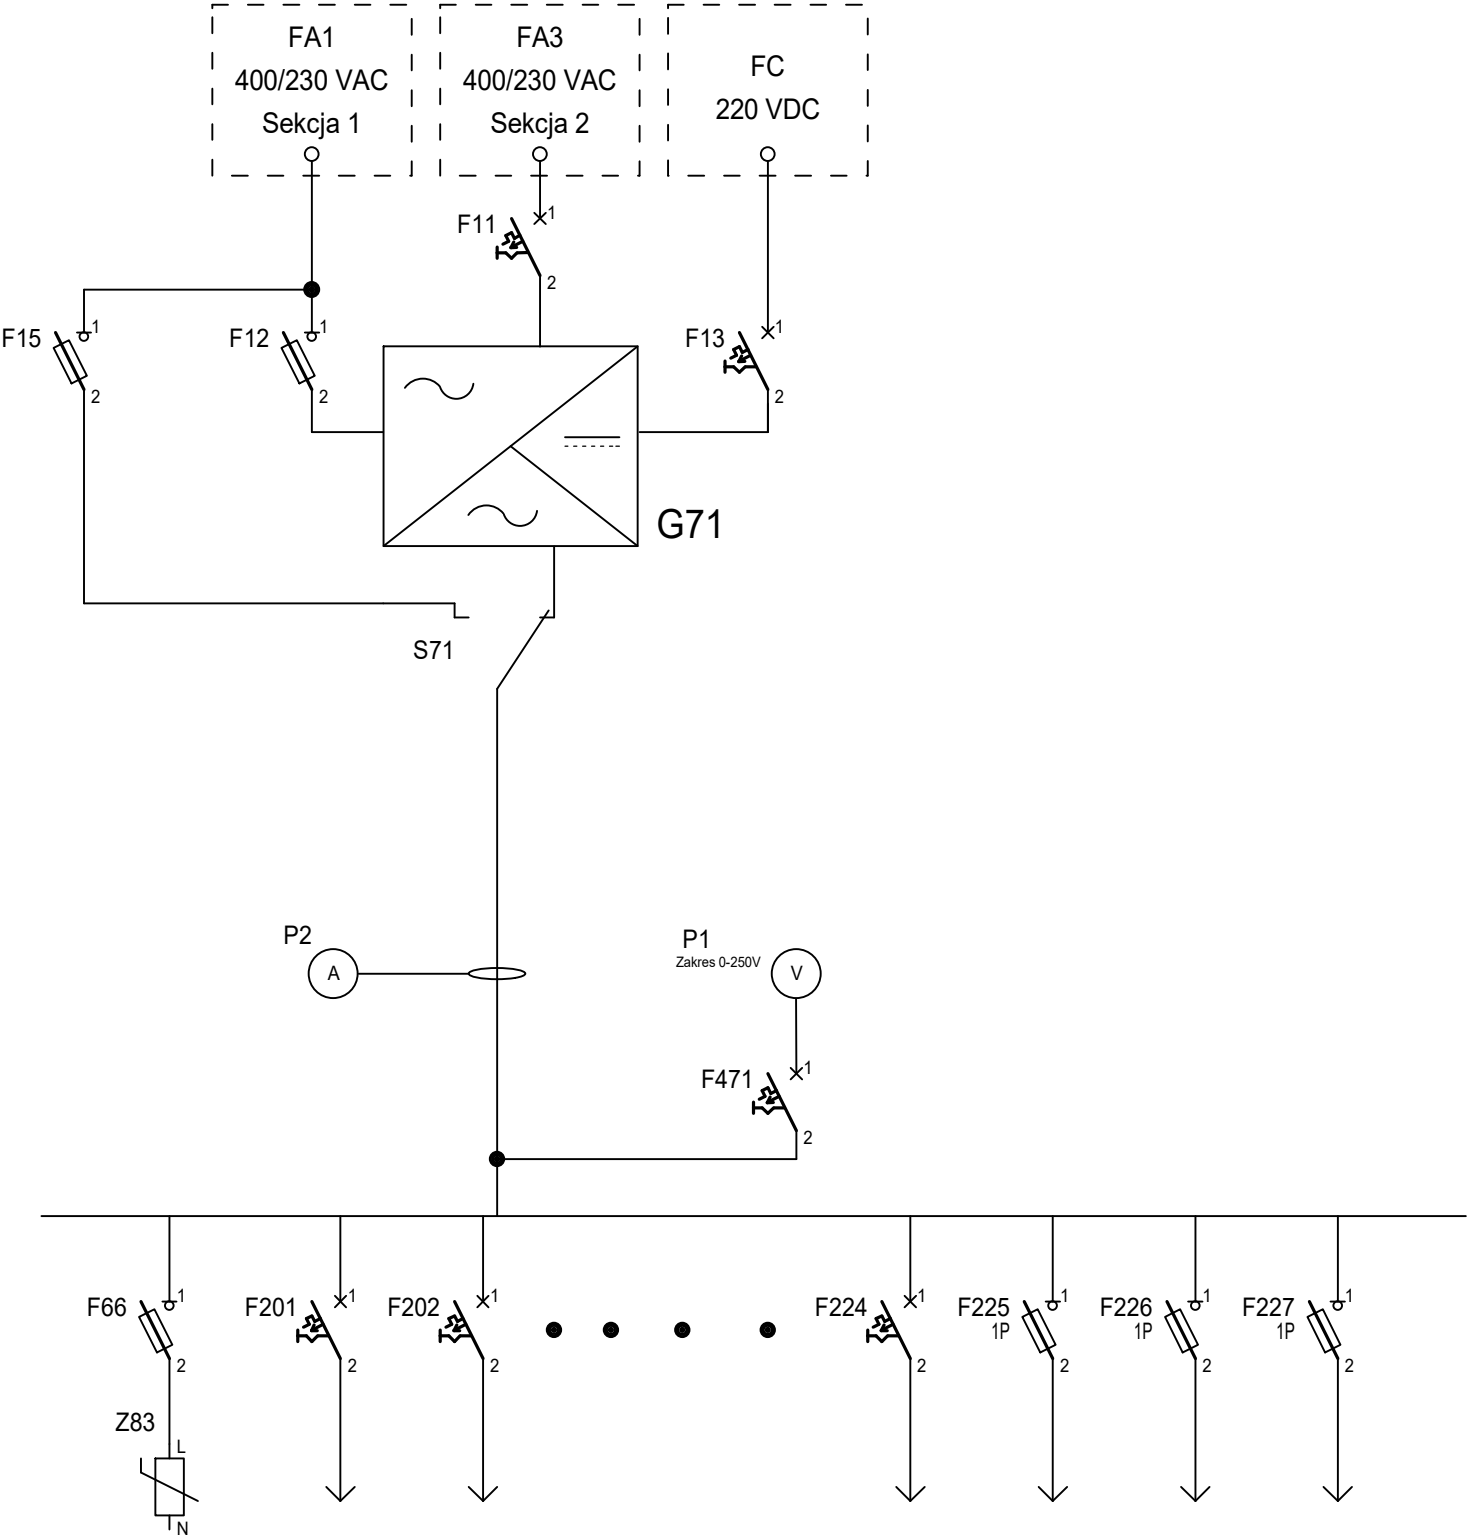 FA1
400/230 VAC
Sekcja 1
FA3
400/230 VAC
Sekcja 2
FC
220 VDC
F11
1
2
F15
1
2
F12
1
2
F13
1
2
G71
S71
P2
A
P1
Zakres 0-250V
V
F471
1
2
F66
1
2
F201
1
2
F202
1
2
F224
1
2
F225
1P
1
2
F226
1P
1
2
F227
1P
1
2
Z83
L
N